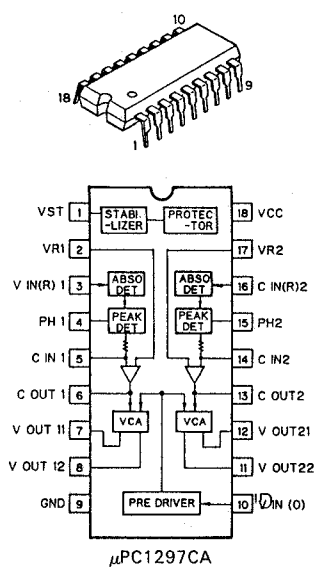 10
18
9
1
VST 1 STABI. -LIZER PROTEC -TOR 18 VCC
VR1 2 17 VR2
V IN(R) 1 3 ABSO DET ABSO DET 16 C IN(R)2
PH 1 4 PEAK DET PEAK DET 15 PH2
C IN 1 5 14 C IN2
C OUT 1 6 13 C OUT2
V OUT 11 7 VCA VCA 12 V OUT21
V OUT 12 8 11 V OUT22
GND 9 PRE DRIVER 10 IN (0)
μPC1297CA